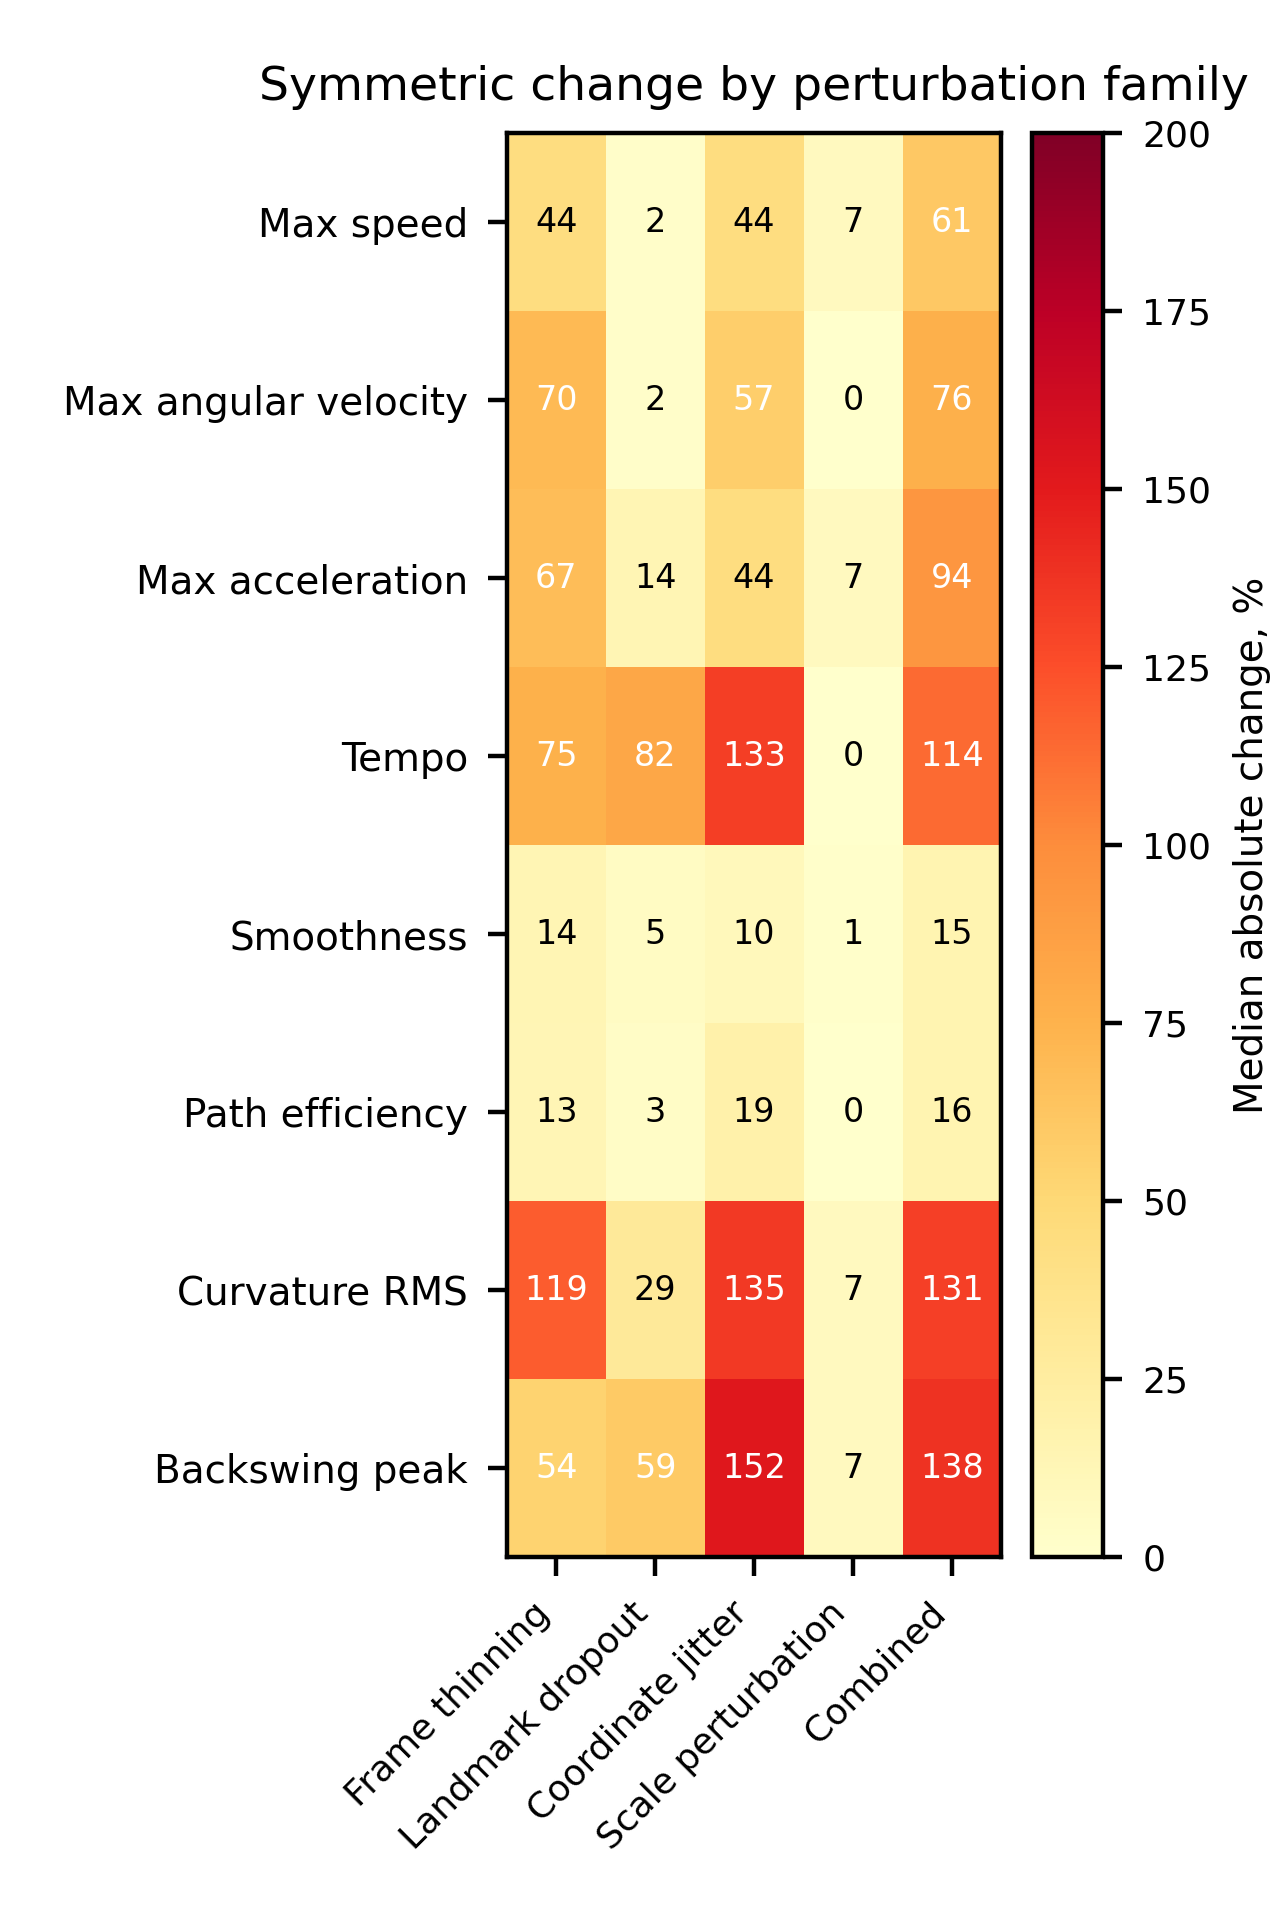 Symmetric change by perturbation family
Max speed 44 2 44 7 61
Max angular velocity 70 2 57 0 76
Max acceleration 67 14 44 7 94
Tempo 75 82 133 0 114
Smoothness 14 5 10 1 15
Path efficiency 13 3 19 0 16
Curvature RMS 119 29 135 7 131
Backswing peak 54 59 152 7 138
Frame thinning
Landmark dropout
Coordinate jitter
Scale perturbation
Combined
200
175
150
125
100
75
50
25
0
Median absolute change, %